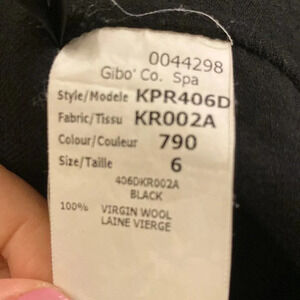 0044298
Gibo' Co. Spa
Style/Modele KPR406D
Fabric/Tissu KR002A
Colour/Couleur 790
Size/Taille 6
406DKR002A
BLACK
100% VIRGIN WOOL
LAINE VIERGE